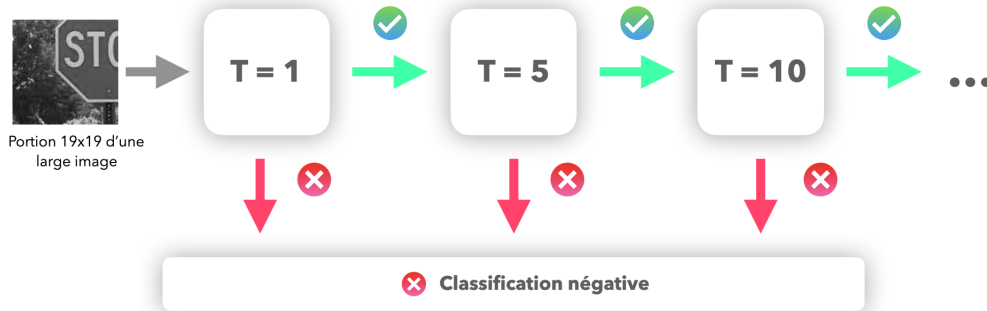 STO
T = 1
T = 5
T = 10
...
Portion 19x19 d'une
large image
Classification négative